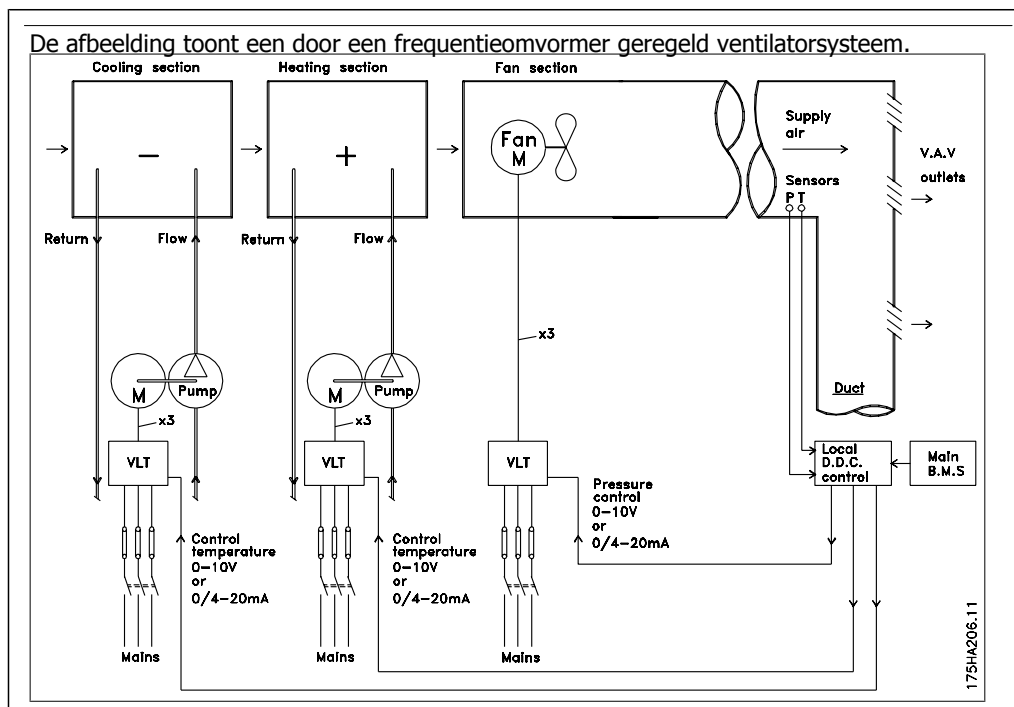 De afbeelding toont een door een frequentieomvormer geregeld ventilatorsysteem.
Cooling section
Heating section
Fan section
-
+
Fan
M
Supply
air
Sensors
P T
V.A.V
outlets
Return
Flow
Return
Flow
x3
M
Pump
M
Pump
Duct
x3
x3
VLT
VLT
VLT
Local
D.D.C.
control
Main
B.M.S
Pressure
control
0-10V
or
0/4-20mA
Control
temperature
0-10V
or
0/4-20mA
Control
temperature
0-10V
or
0/4-20mA
Mains
Mains
Mains
175HA206.11